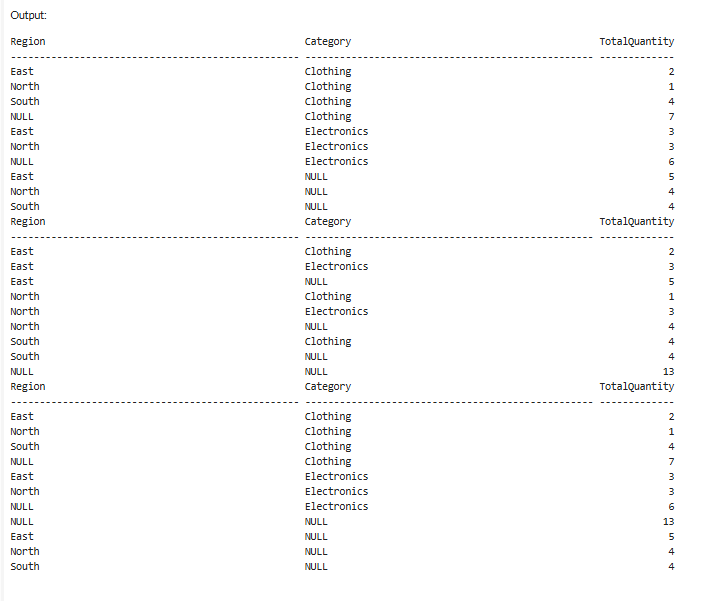 Output:
Region Category TotalQuantity
--------------------------------------------------  --------------------------------------------------  -------------
East Clothing 2
North Clothing 1
South Clothing 4
NULL Clothing 7
East Electronics 3
North Electronics 3
NULL Electronics 6
East NULL 5
North NULL 4
South NULL 4
Region Category TotalQuantity
--------------------------------------------------  --------------------------------------------------  -------------
East Clothing 2
East Electronics 3
East NULL 5
North Clothing 1
North Electronics 3
North NULL 4
South Clothing 4
South NULL 4
NULL NULL 13
Region Category TotalQuantity
--------------------------------------------------  --------------------------------------------------  -------------
East Clothing 2
North Clothing 1
South Clothing 4
NULL Clothing 7
East Electronics 3
North Electronics 3
NULL Electronics 6
NULL NULL 13
East NULL 5
North NULL 4
South NULL 4